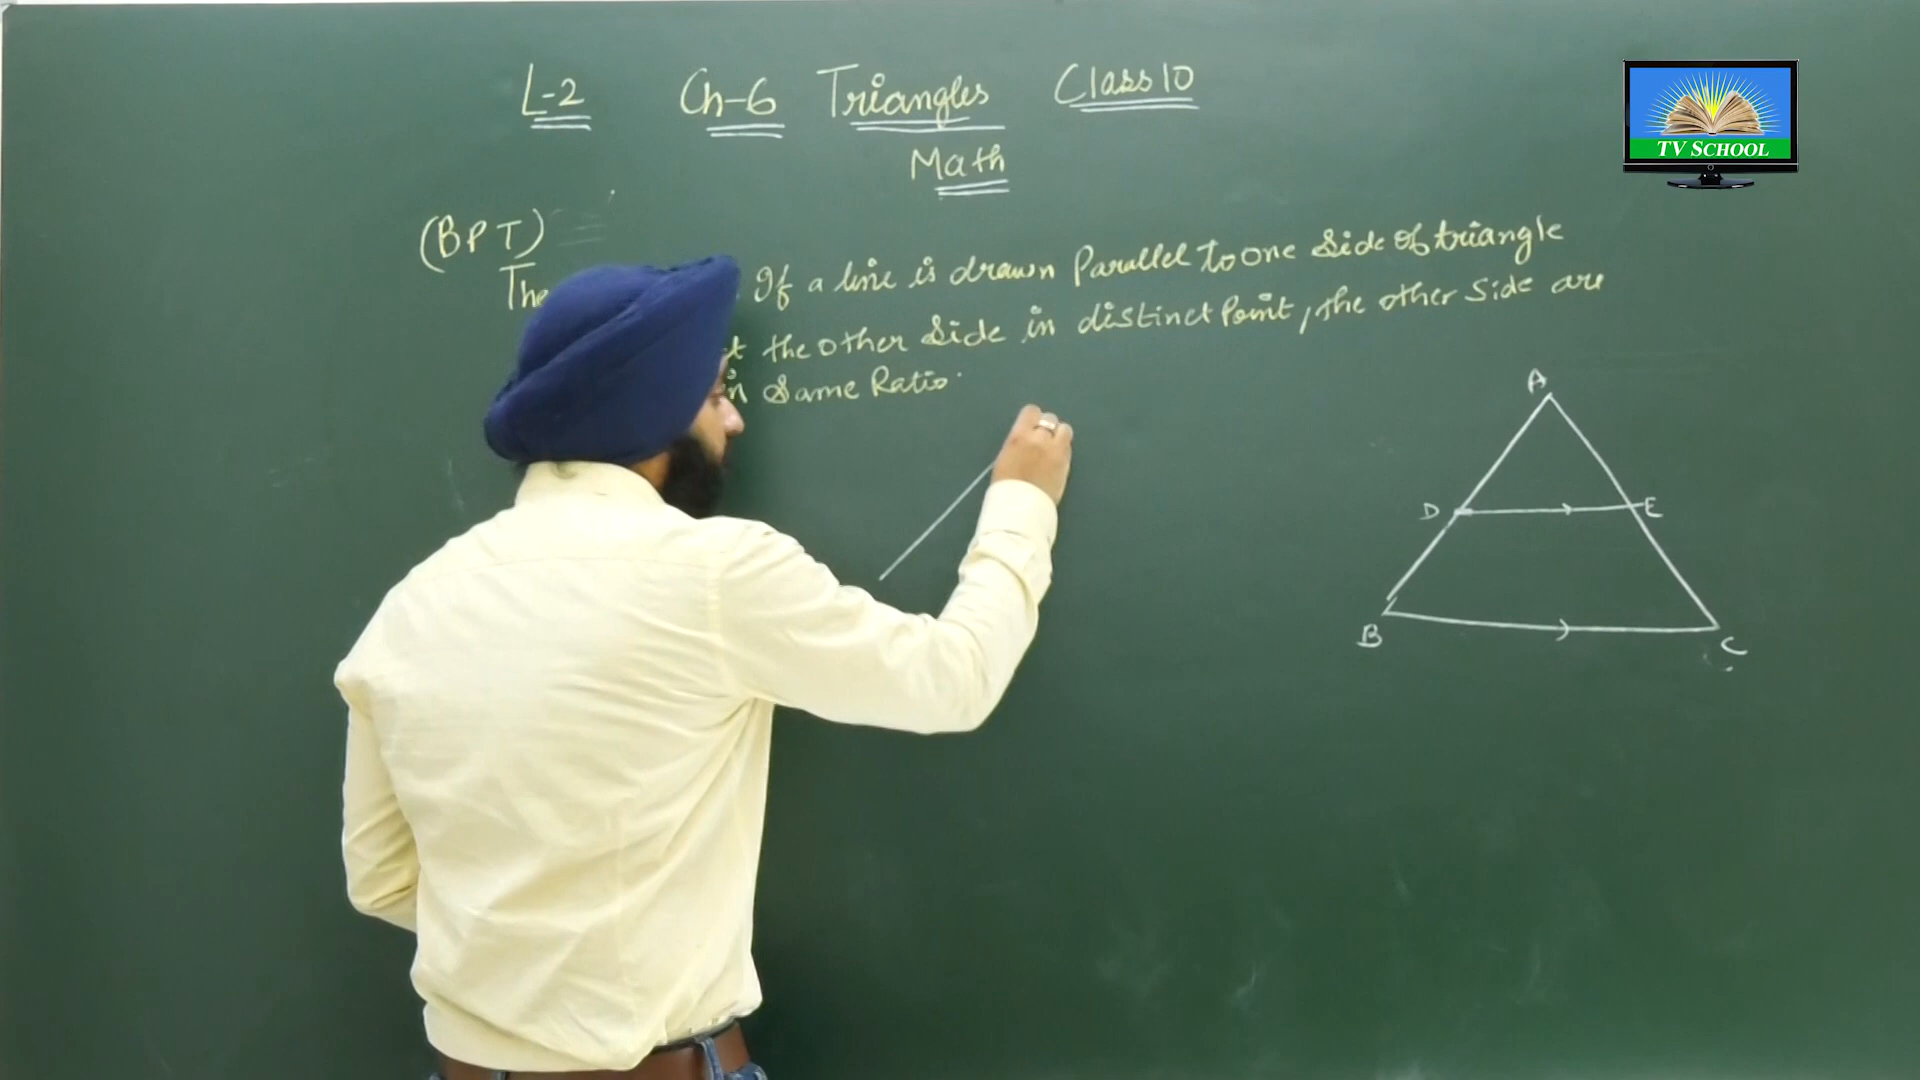 L-2 Ch-6 Triangles Class 10
Math
(BPT)
The If a line is drawn Parallel to one Side of triangle
the other Side in distinct Point, the other Side are
in Same Ratio.
A
D E
B C
TV SCHOOL